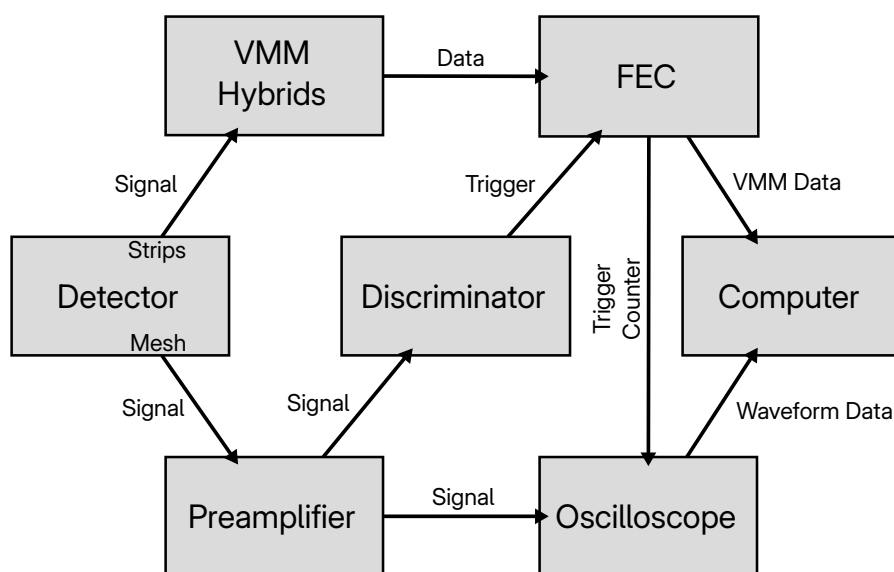 VMM
Hybrids
Data
FEC
Signal
Trigger
VMM Data
Strips
Detector
Mesh
Discriminator
Trigger
Counter
Computer
Signal
Signal
Waveform Data
Preamplifier
Signal
Oscilloscope